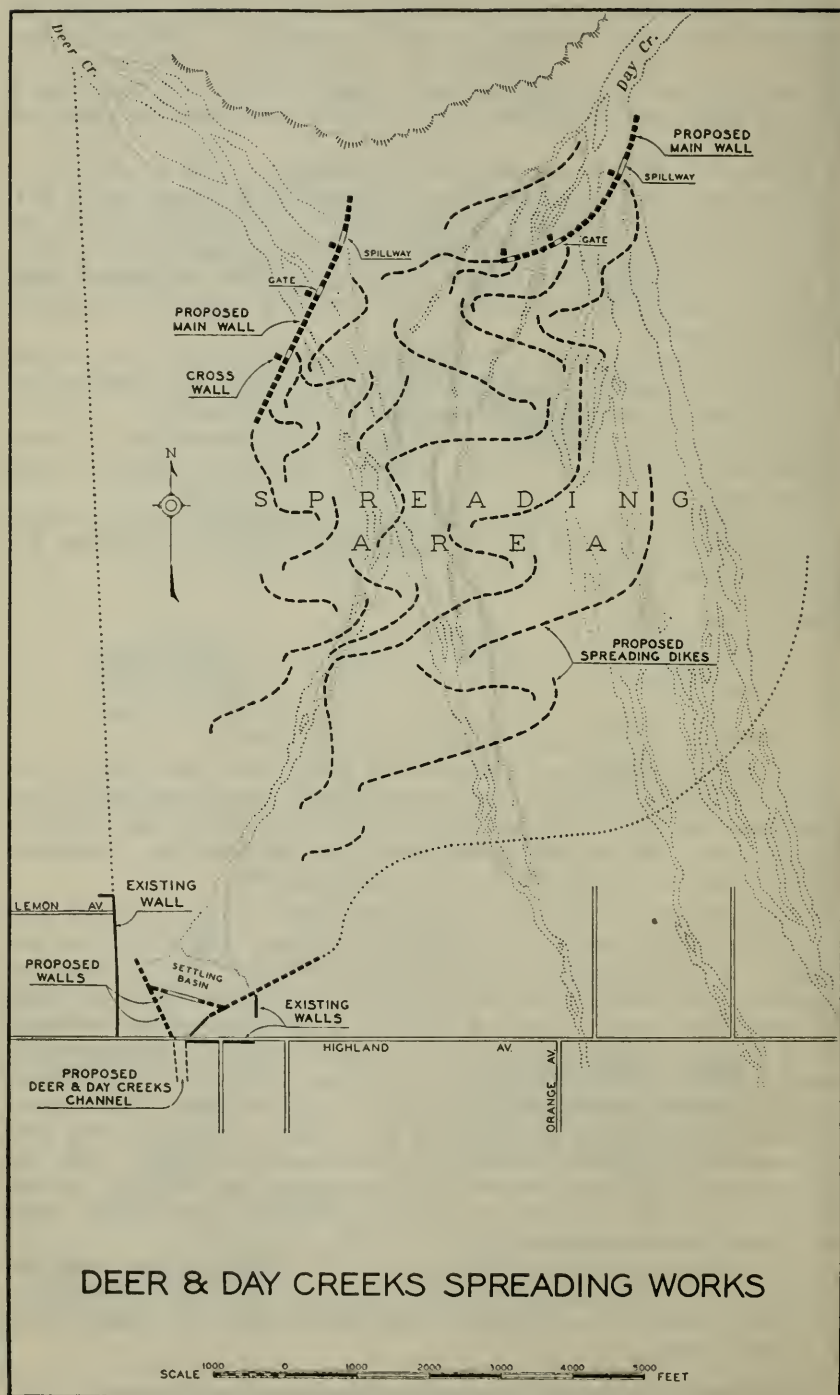 Deer Cr.
Day Cr.
PROPOSED
MAIN WALL
SPILLWAY
SPILLWAY
GATE
GATE
PROPOSED
MAIN WALL
CROSS
WALL
N
SPREADING
AREA
PROPOSED
SPREADING DIKES
EXISTING
WALL
LEMON AV.
PROPOSED
WALLS
SETTLING
BASIN
EXISTING
WALLS
HIGHLAND AV.
PROPOSED
DEER & DAY CREEKS
CHANNEL
ORANGE AV.
DEER & DAY CREEKS SPREADING WORKS
SCALE 1000 0 1000 2000 3000 4000 5000 FEET